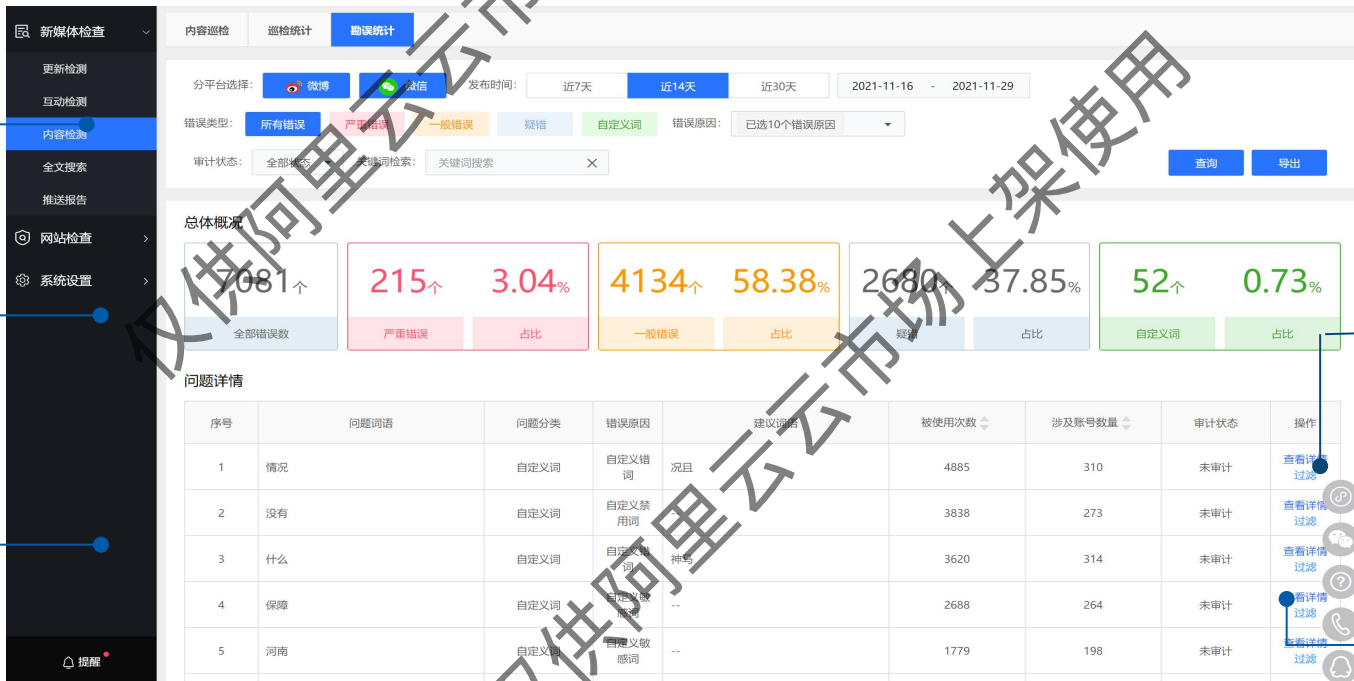 新媒体检查
更新检测
互动检测
内容检测
全文搜索
推送报告
网站检查
系统设置
提醒
内容巡检 巡检统计 勘误统计
分平台选择: 微博 微信 发布时间: 近7天 近14天 近30天 2021-11-16 - 2021-11-29
错误类型: 所有错误 严重错误 一般错误 疑错 自定义词 错误原因: 已选10个错误原因
审计状态: 全部状态 关键词检索: 关键词搜索 查询 导出
总体概况
7081个 215个 3.04% 4134个 58.38% 2680个 37.85% 52个 0.73%
全部错误数 严重错误 占比 一般错误 占比 疑错 占比 自定义词 占比
问题详情
序号 问题词语 问题分类 错误原因 建议词语 被使用次数 涉及账号数量 审计状态 操作
1 情况 自定义词 自定义错词 况且 4885 310 未审计 查看详情 过滤
2 没有 自定义词 自定义禁用词 -- 3838 273 未审计 查看详情 过滤
3 什么 自定义词 自定义错词 神马 3620 314 未审计 查看详情 过滤
4 保障 自定义词 自定义敏感词 -- 2688 264 未审计 查看详情 过滤
5 河南 自定义词 自定义敏感词 -- 1779 198 未审计 查看详情 过滤
仅供阿里云云市场上架使用
仅供阿里云云